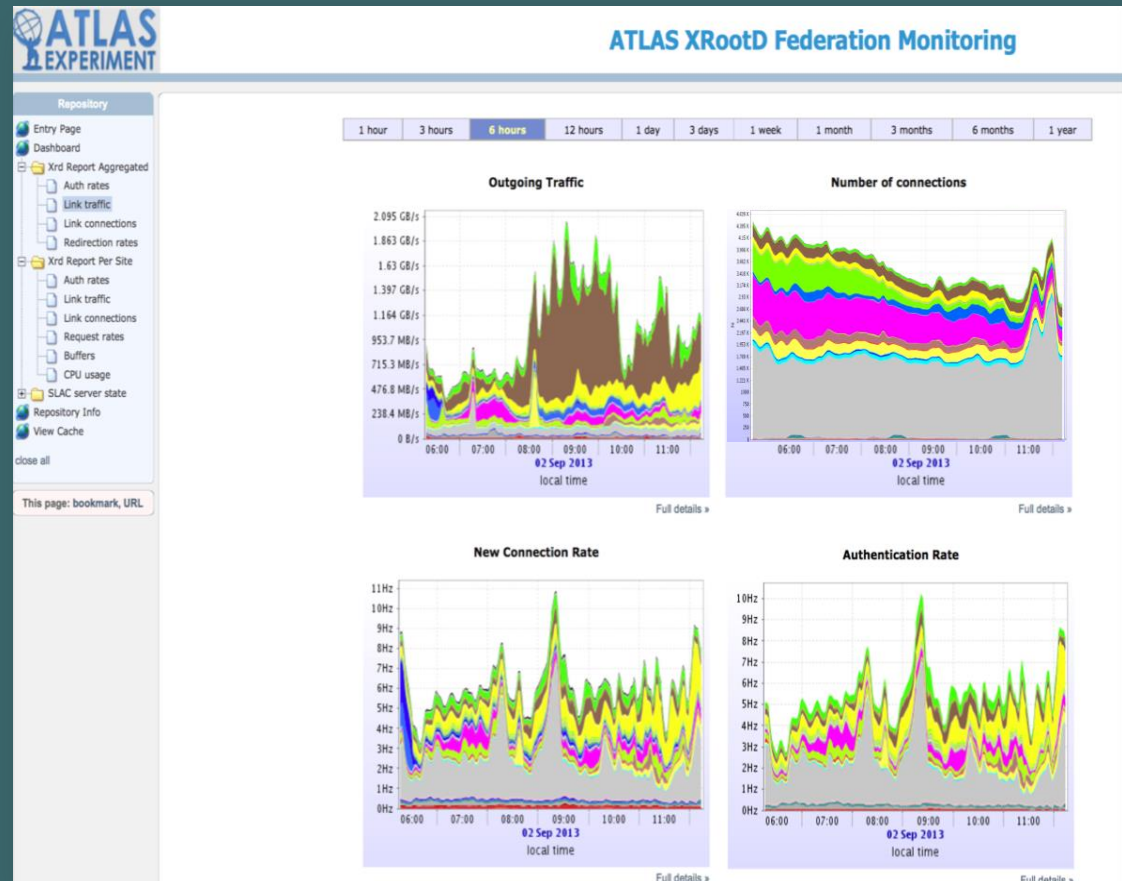 ATLAS
EXPERIMENT
ATLAS XRootD Federation Monitoring
Repository
Entry Page
Dashboard
Xrd Report Aggregated
Auth rates
Link traffic
Link connections
Redirection rates
Xrd Report Per Site
Auth rates
Link traffic
Link connections
Request rates
Buffers
CPU usage
SLAC server state
Repository Info
View Cache
close all
This page: bookmark, URL
1 hour 3 hours 6 hours 12 hours 1 day 3 days 1 week 1 month 3 months 6 months 1 year
Outgoing Traffic
2.095 GB/s
1.863 GB/s
1.63 GB/s
1.397 GB/s
1.164 GB/s
953.7 MB/s
715.3 MB/s
476.8 MB/s
238.4 MB/s
0 B/s
06:00 07:00 08:00 09:00 10:00 11:00
02 Sep 2013
local time
Full details »
Number of connections
06:00 07:00 08:00 09:00 10:00 11:00
02 Sep 2013
local time
Full details »
New Connection Rate
11Hz
10Hz
9Hz
8Hz
7Hz
6Hz
5Hz
4Hz
3Hz
2Hz
1Hz
0Hz
06:00 07:00 08:00 09:00 10:00 11:00
02 Sep 2013
local time
Full details »
Authentication Rate
10Hz
9Hz
8Hz
7Hz
6Hz
5Hz
4Hz
3Hz
2Hz
1Hz
0Hz
06:00 07:00 08:00 09:00 10:00 11:00
02 Sep 2013
local time
Full details »